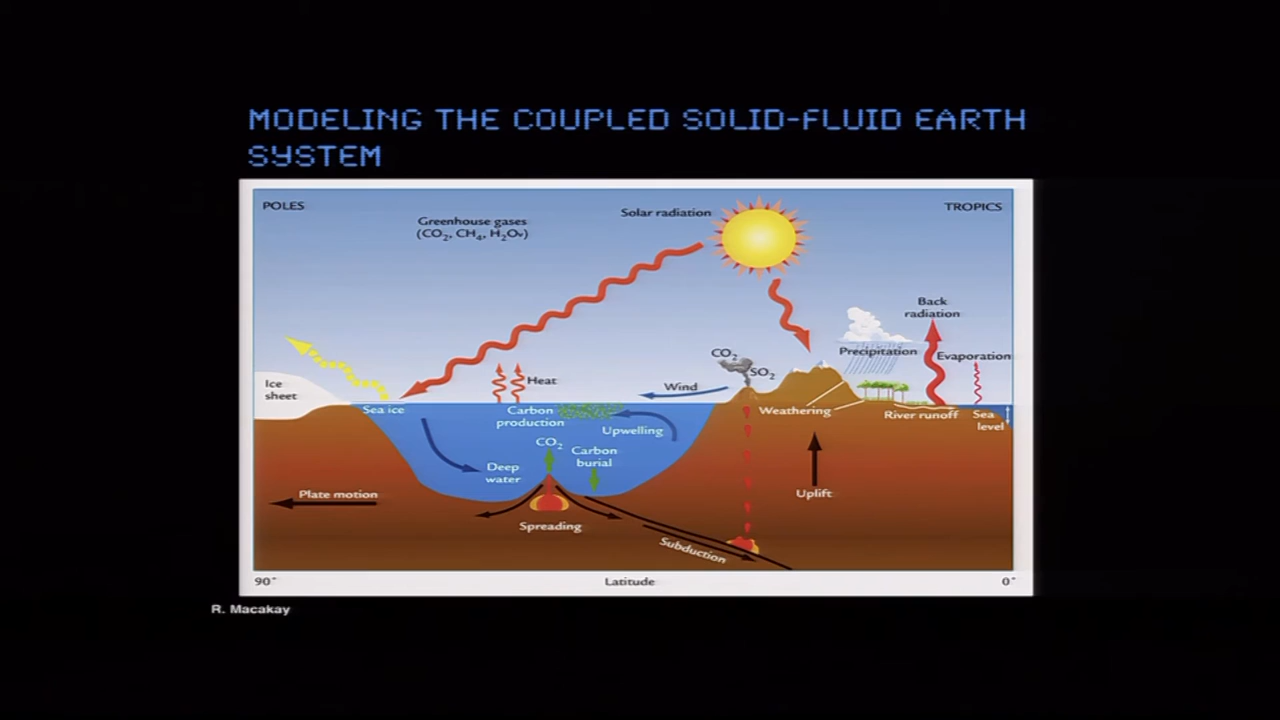 MODELING THE COUPLED SOLID-FLUID EARTH
SYSTEM
POLES
Greenhouse gases
(CO₂, CH₄, H₂Oᵥ)
Solar radiation
TROPICS
Back
radiation
CO₂
SO₂
Precipitation
Evaporation
Ice
sheet
Heat
Wind
Sea ice
Carbon
production
Upwelling
Weathering
River runoff
Sea
level
CO₂
Carbon
burial
Deep
water
Plate motion
Uplift
Spreading
Subduction
90°
Latitude
0°
R. Macakay